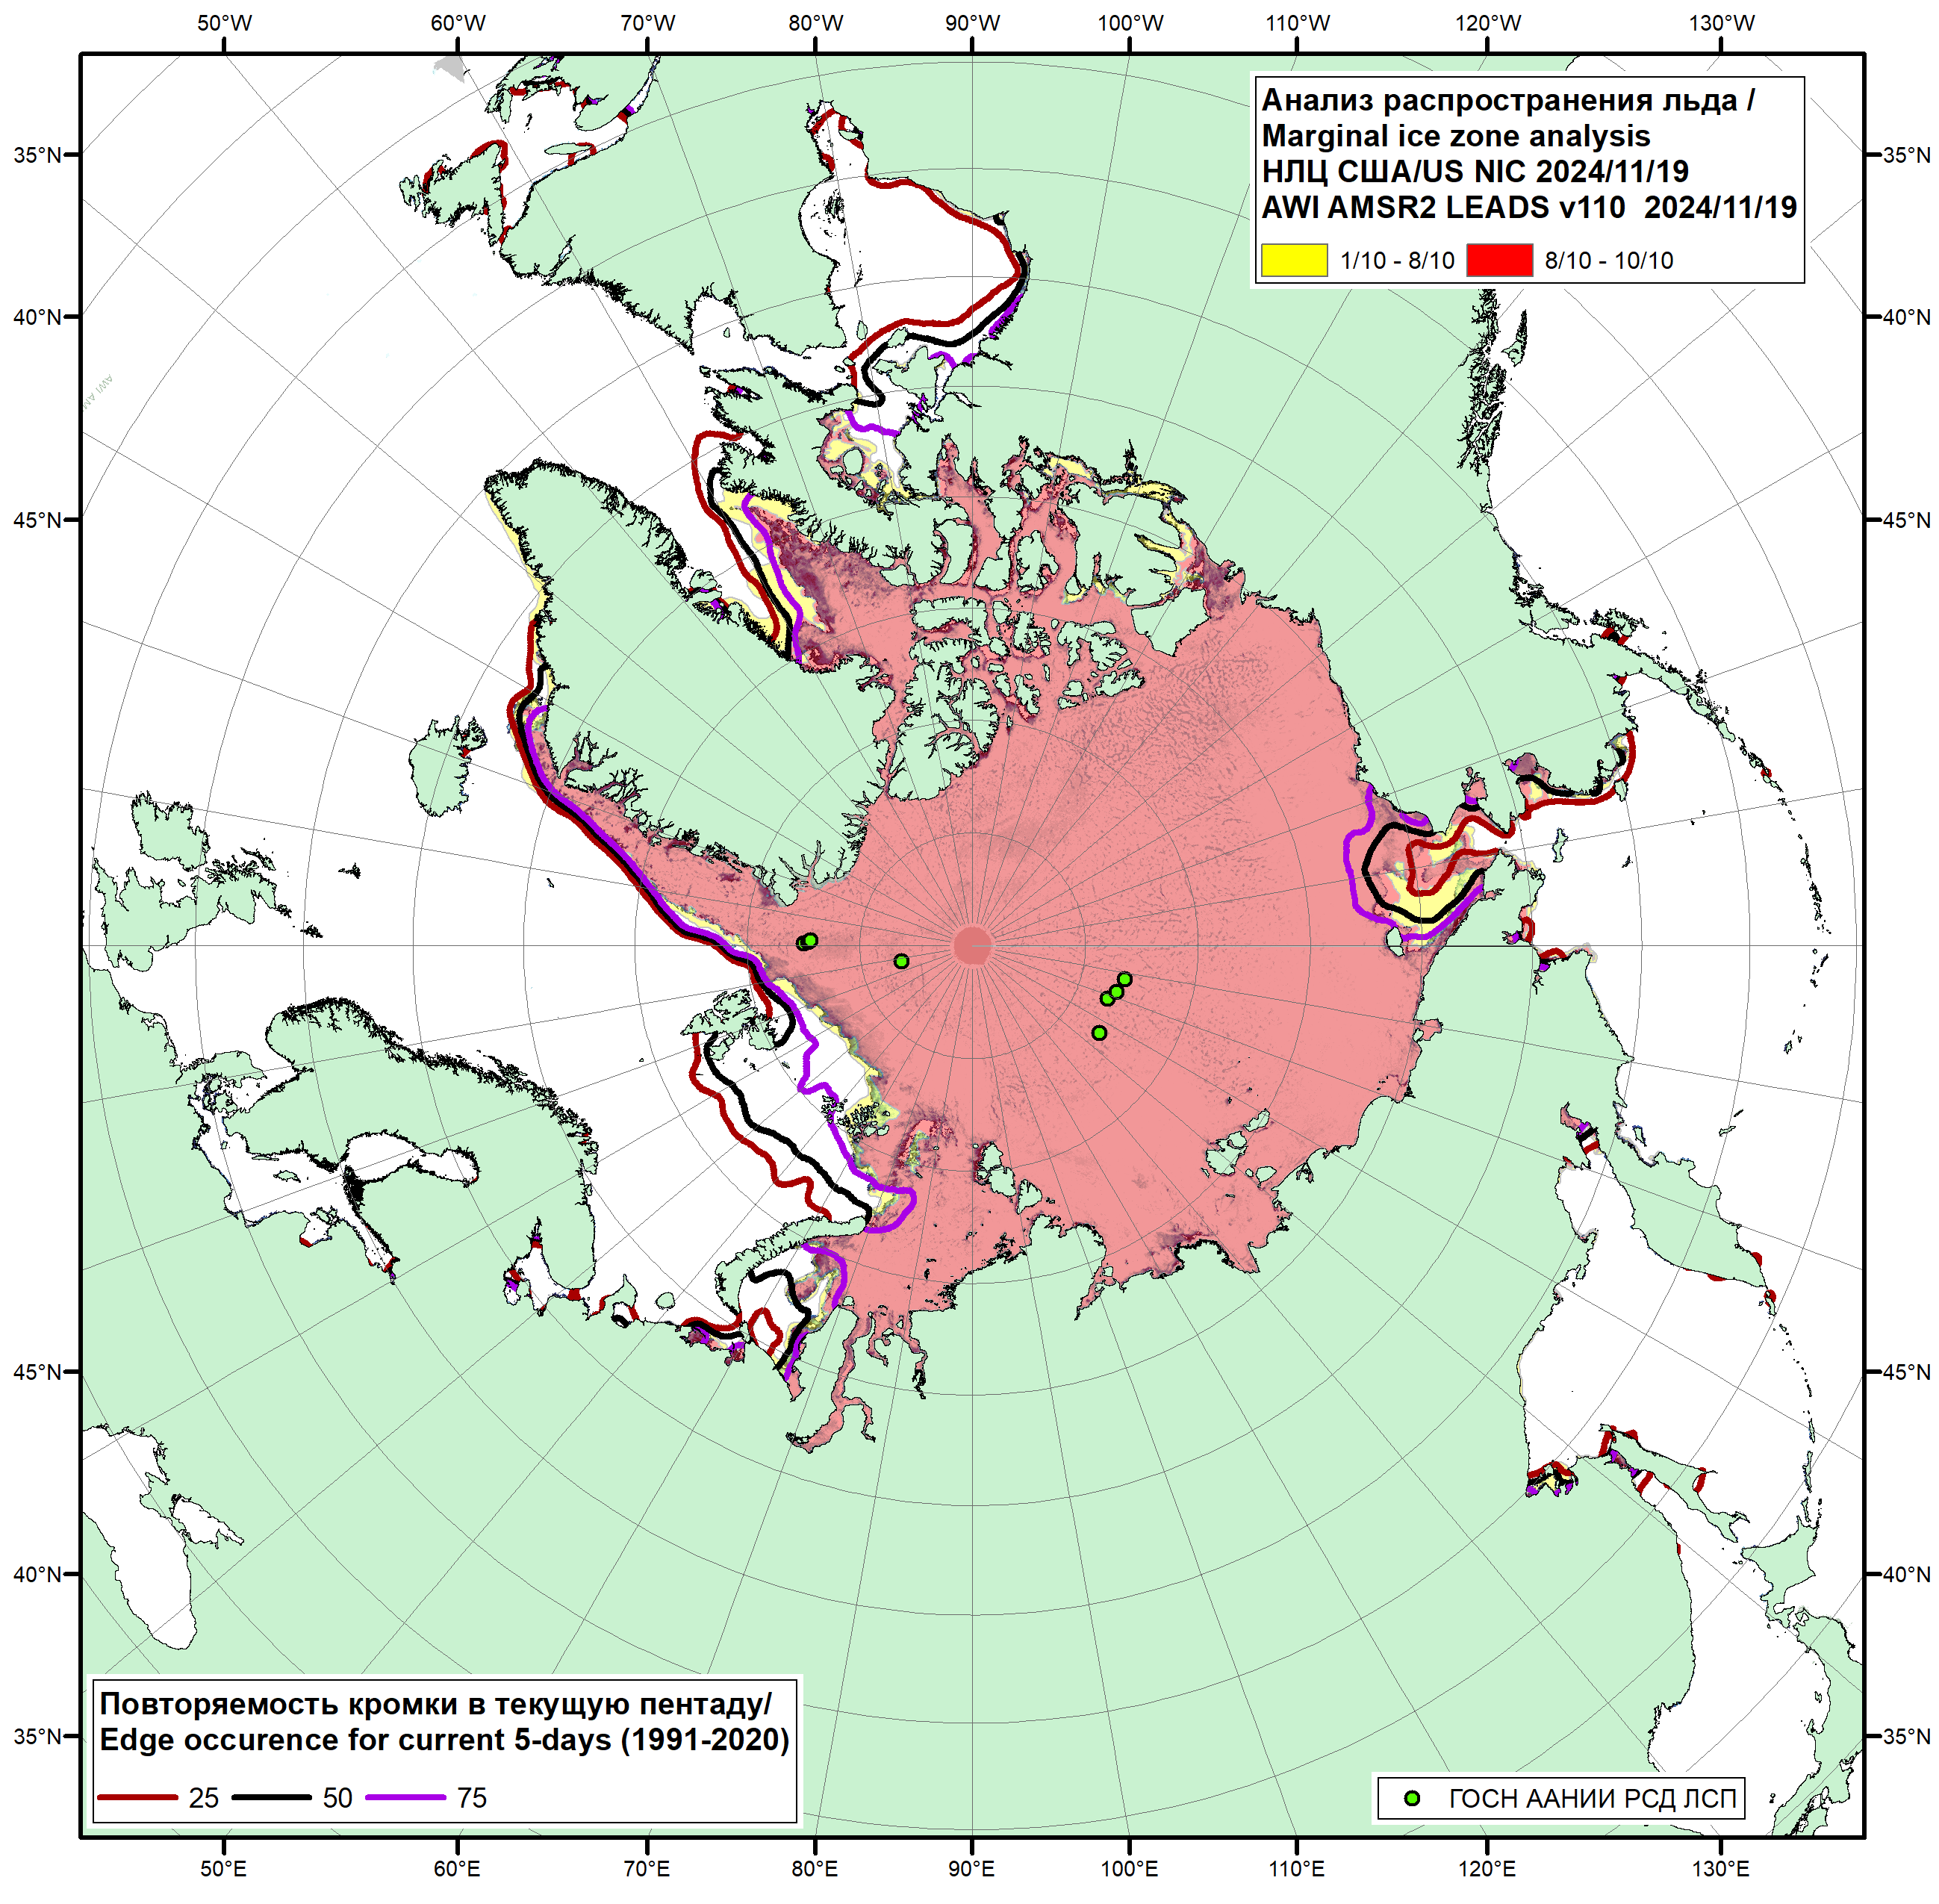 50°W 60°W 70°W 80°W 90°W 100°W 110°W 120°W 130°W
Анализ распространения льда /
Marginal ice zone analysis
НЛЦ США/US NIC 2024/11/19
AWI AMSR2 LEADS v110 2024/11/19
1/10 - 8/10 8/10 - 10/10
35°N 35°N
40°N 40°N
AWI AM
45°N 45°N
45°N 45°N
40°N 40°N
35°N 35°N
Повторяемость кромки в текущую пентаду/
Edge occurence for current 5-days (1991-2020)
25 50 75
ГОСН ААНИИ РСД ЛСП
50°E 60°E 70°E 80°E 90°E 100°E 110°E 120°E 130°E